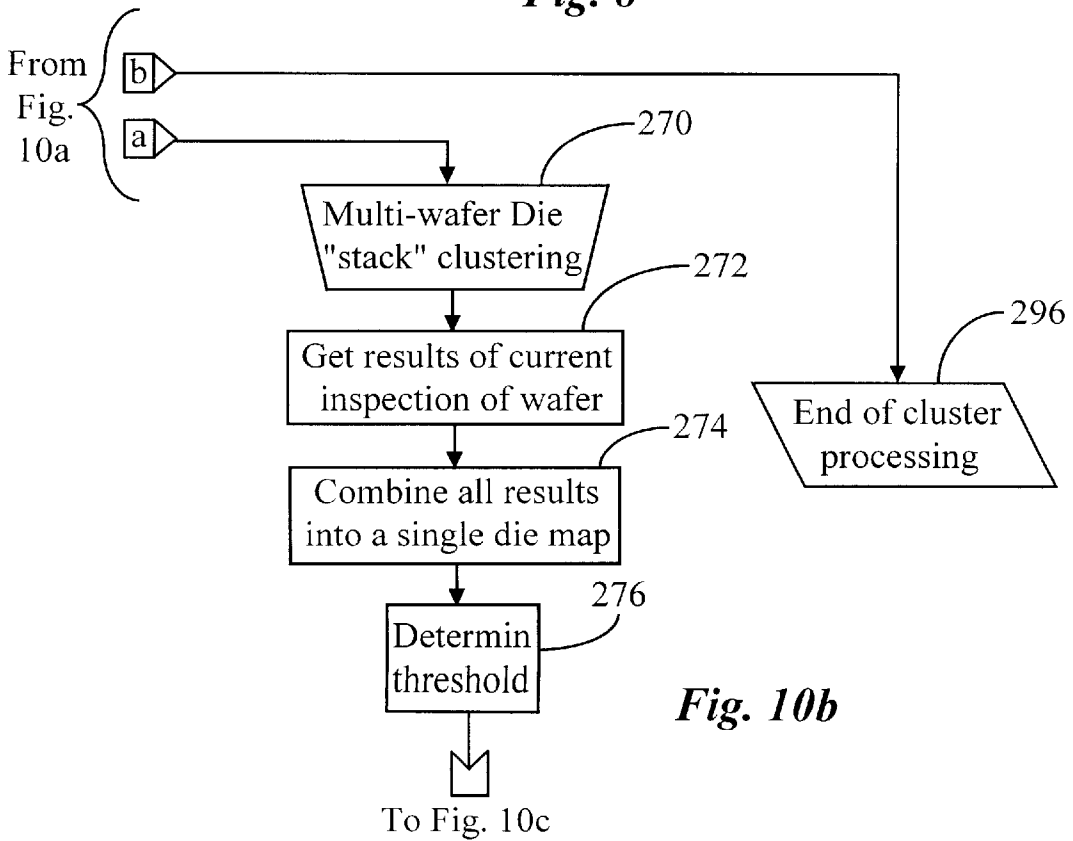 From
Fig.
10a
b
a
270
Multi-wafer Die
"stack" clustering
272
Get results of current
inspection of wafer
296
End of cluster
processing
274
Combine all results
into a single die map
276
Determin
threshold
Fig. 10b
To Fig. 10c